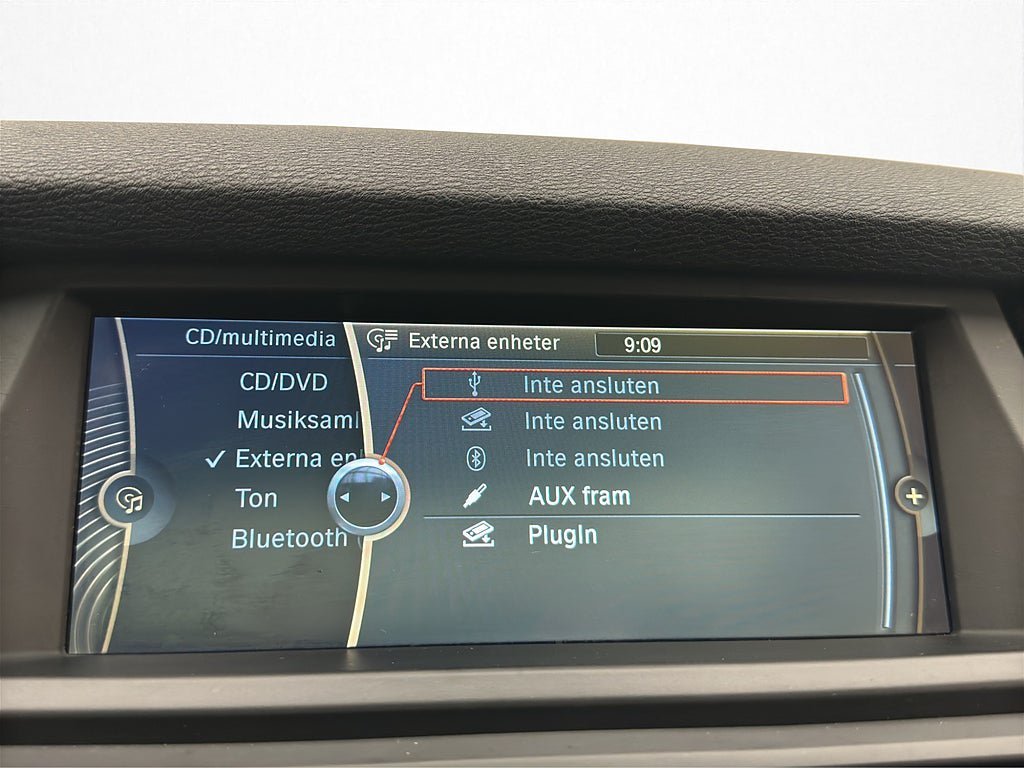 CD/multimedia
CD/DVD
Musiksaml
✓ Externa en
Ton
Bluetooth
Externa enheter
9:09
Inte ansluten
Inte ansluten
Inte ansluten
AUX fram
PlugIn